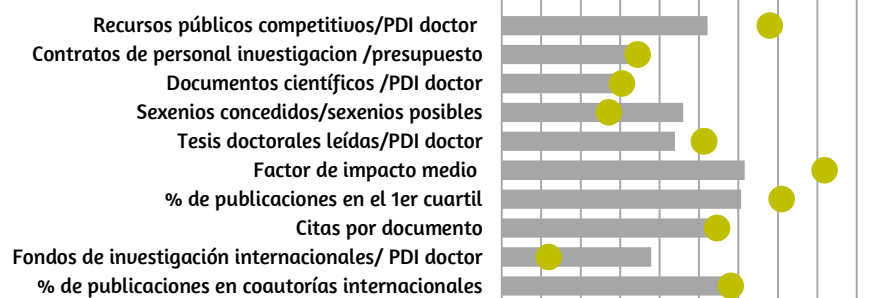 Recursos públicos competitivos/PDI doctor
Contratos de personal investigacion /presupuesto
Documentos científicos /PDI doctor
Sexenios concedidos/sexenios posibles
Tesis doctorales leídas/PDI doctor
Factor de impacto medio
% de publicaciones en el 1er cuartil
Citas por documento
Fondos de investigación internacionales/ PDI doctor
% de publicaciones en coautorías internacionales